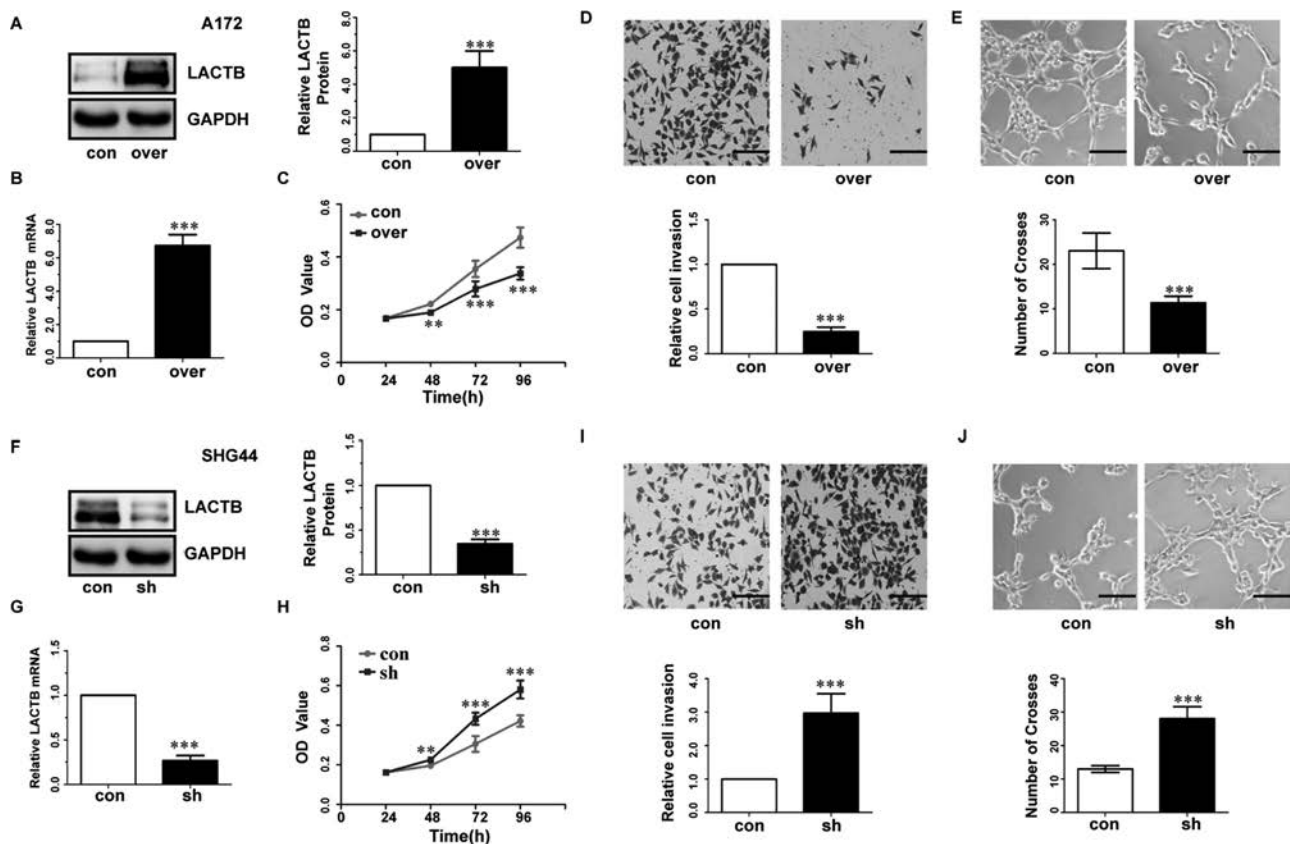 A
A172
LACTB
GAPDH
con over
Relative LACTB
Protein
8.0
6.0
4.0
2.0
0.0
***
con over
B
Relative LACTB mRNA
8.0
6.0
4.0
2.0
0.0
***
con over
C
con
over
OD Value
0.6
0.4
0.2
0.0
** *** ***
0 24 48 72 96
Time(h)
D
con over
Relative cell invasion
1.5
1.0
0.5
0.0
***
con over
E
con over
Number of Crosses
30
20
10
0
***
con over
F
SHG44
LACTB
GAPDH
con sh
Relative LACTB
Protein
1.5
1.0
0.5
0
***
con sh
G
Relative LACTB mRNA
1.5
1.0
0.5
0.0
***
con sh
H
con
sh
OD Value
0.8
0.6
0.4
0.2
0.0
** *** ***
0 24 48 72 96
Time(h)
I
con sh
Relative cell invasion
4.0
3.0
2.0
1.0
0.0
***
con sh
J
con sh
Number of Crosses
30
20
10
0
***
con sh